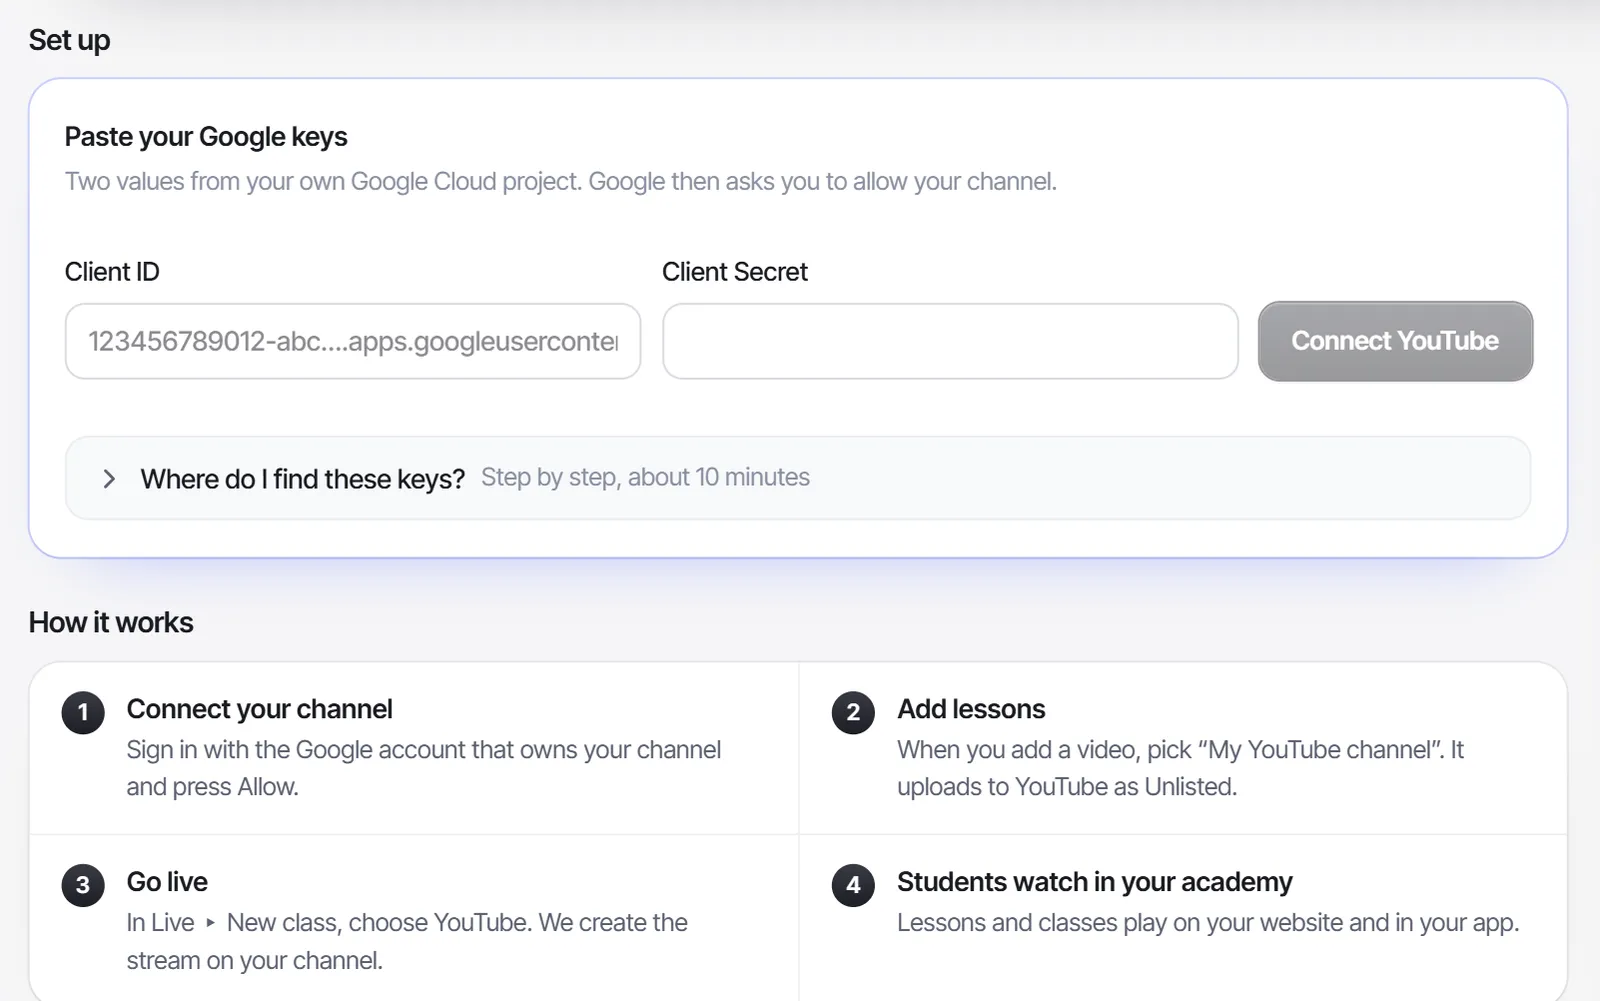 Set up
Paste your Google keys
Two values from your own Google Cloud project. Google then asks you to allow your channel.
Client ID
Client Secret
123456789012-abc....apps.googleuserconter
Connect YouTube
Where do I find these keys? Step by step, about 10 minutes
How it works
1 Connect your channel
Sign in with the Google account that owns your channel
and press Allow.
2 Add lessons
When you add a video, pick “My YouTube channel”. It
uploads to YouTube as Unlisted.
3 Go live
In Live ▸ New class, choose YouTube. We create the
stream on your channel.
4 Students watch in your academy
Lessons and classes play on your website and in your app.